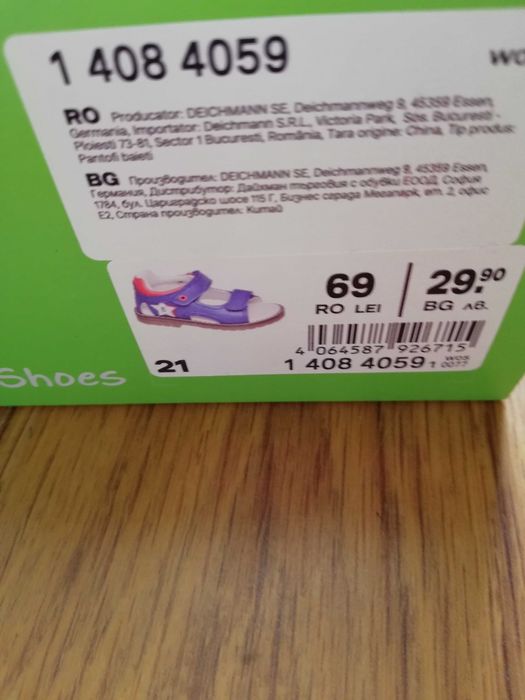 1 408 4059
RO Producator: DEICHMANN SE, Deichmannweg 9, 45359 Essen,
Germania, Importator: Deichmann S.R.L., Victoria Park, Sos. Bucuresti -
Ploiesti 73-81, Sector 1 Bucuresti, România, Tara origine: China, Tip produs:
Pantofi baieti
BG Производител: DEICHMANN SE, Deichmannweg 9, 45359 Essen,
Германия, Дистрибутор: Дайхман търговия с обувки ЕООД, София
1784, бул. Цариградско шосе 115 Г, Бизнес сграда Мегапарк, ет. 2, офис
Е2, Страна производител: Китай
69
RO LEI
29.90
BG лв.
4 064587 926715
21
1 408 4059 1
WOS
0077
Shoes